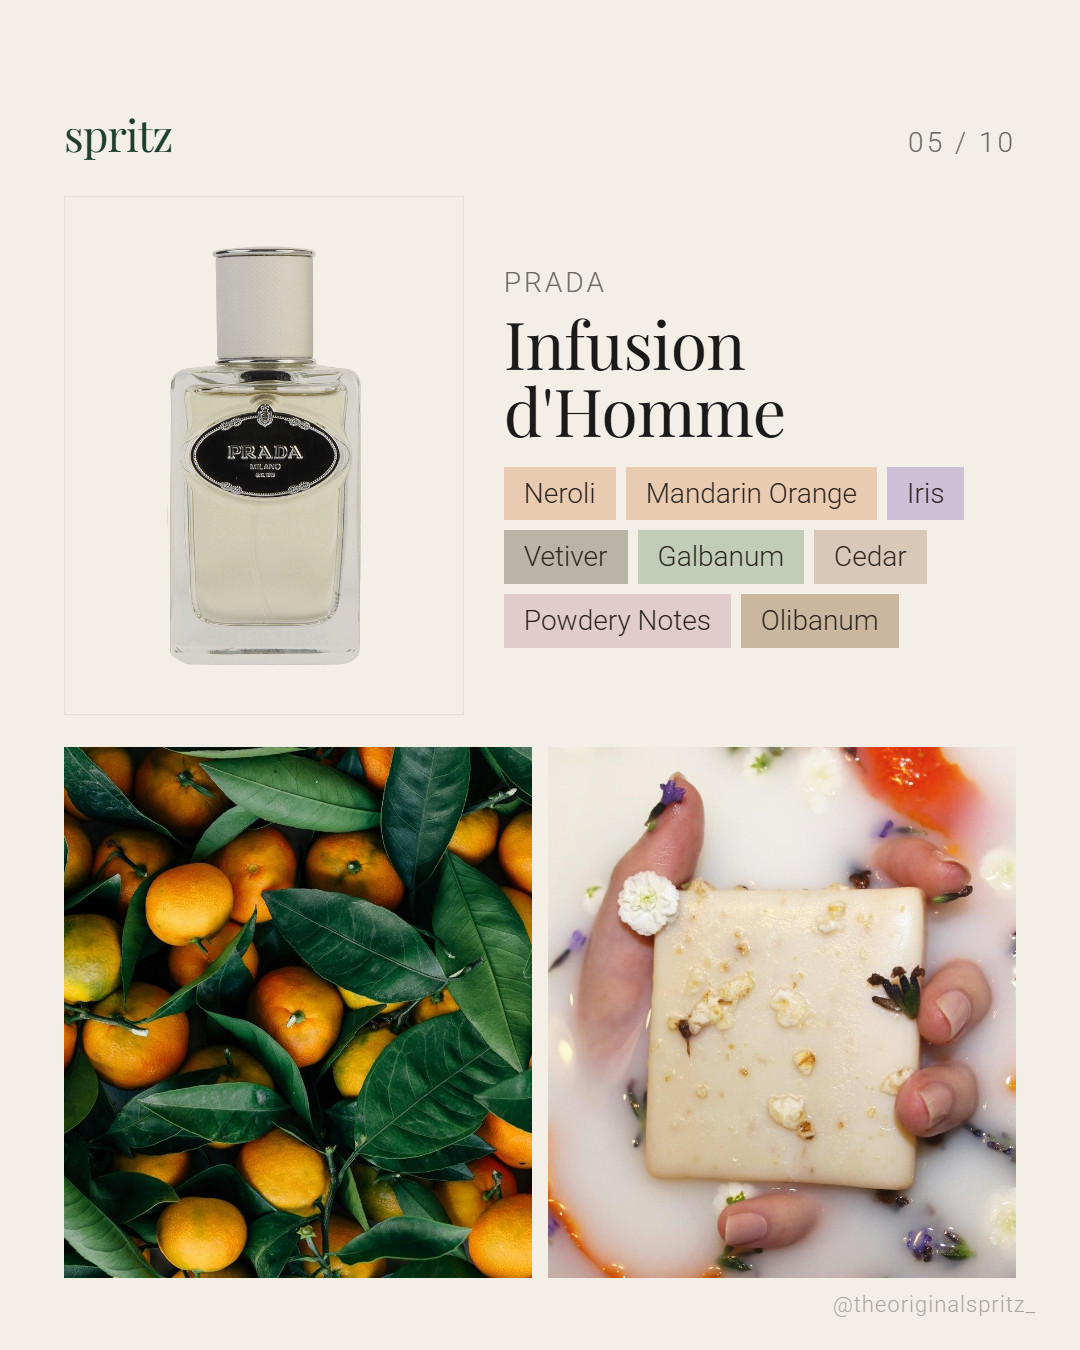 spritz
05 / 10
PRADA
MILANO
PRADA
Infusion
d'Homme
Neroli Mandarin Orange Iris
Vetiver Galbanum Cedar
Powdery Notes Olibanum
@theoriginalspritz_